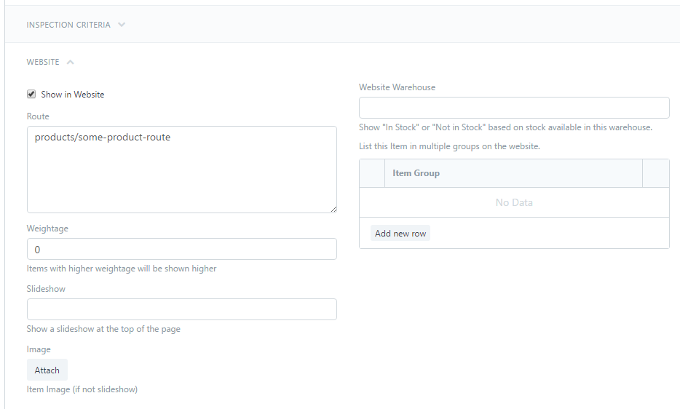 INSPECTION CRITERIA
WEBSITE
Show in Website
Route
products/some-product-route
Weightage
0
Items with higher weightage will be shown higher
Slideshow
Show a slideshow at the top of the page
Image
Attach
Item Image (if not slideshow)
Website Warehouse
Show "In Stock" or "Not in Stock" based on stock available in this warehouse.
List this Item in multiple groups on the website.
Item Group
No Data
Add new row